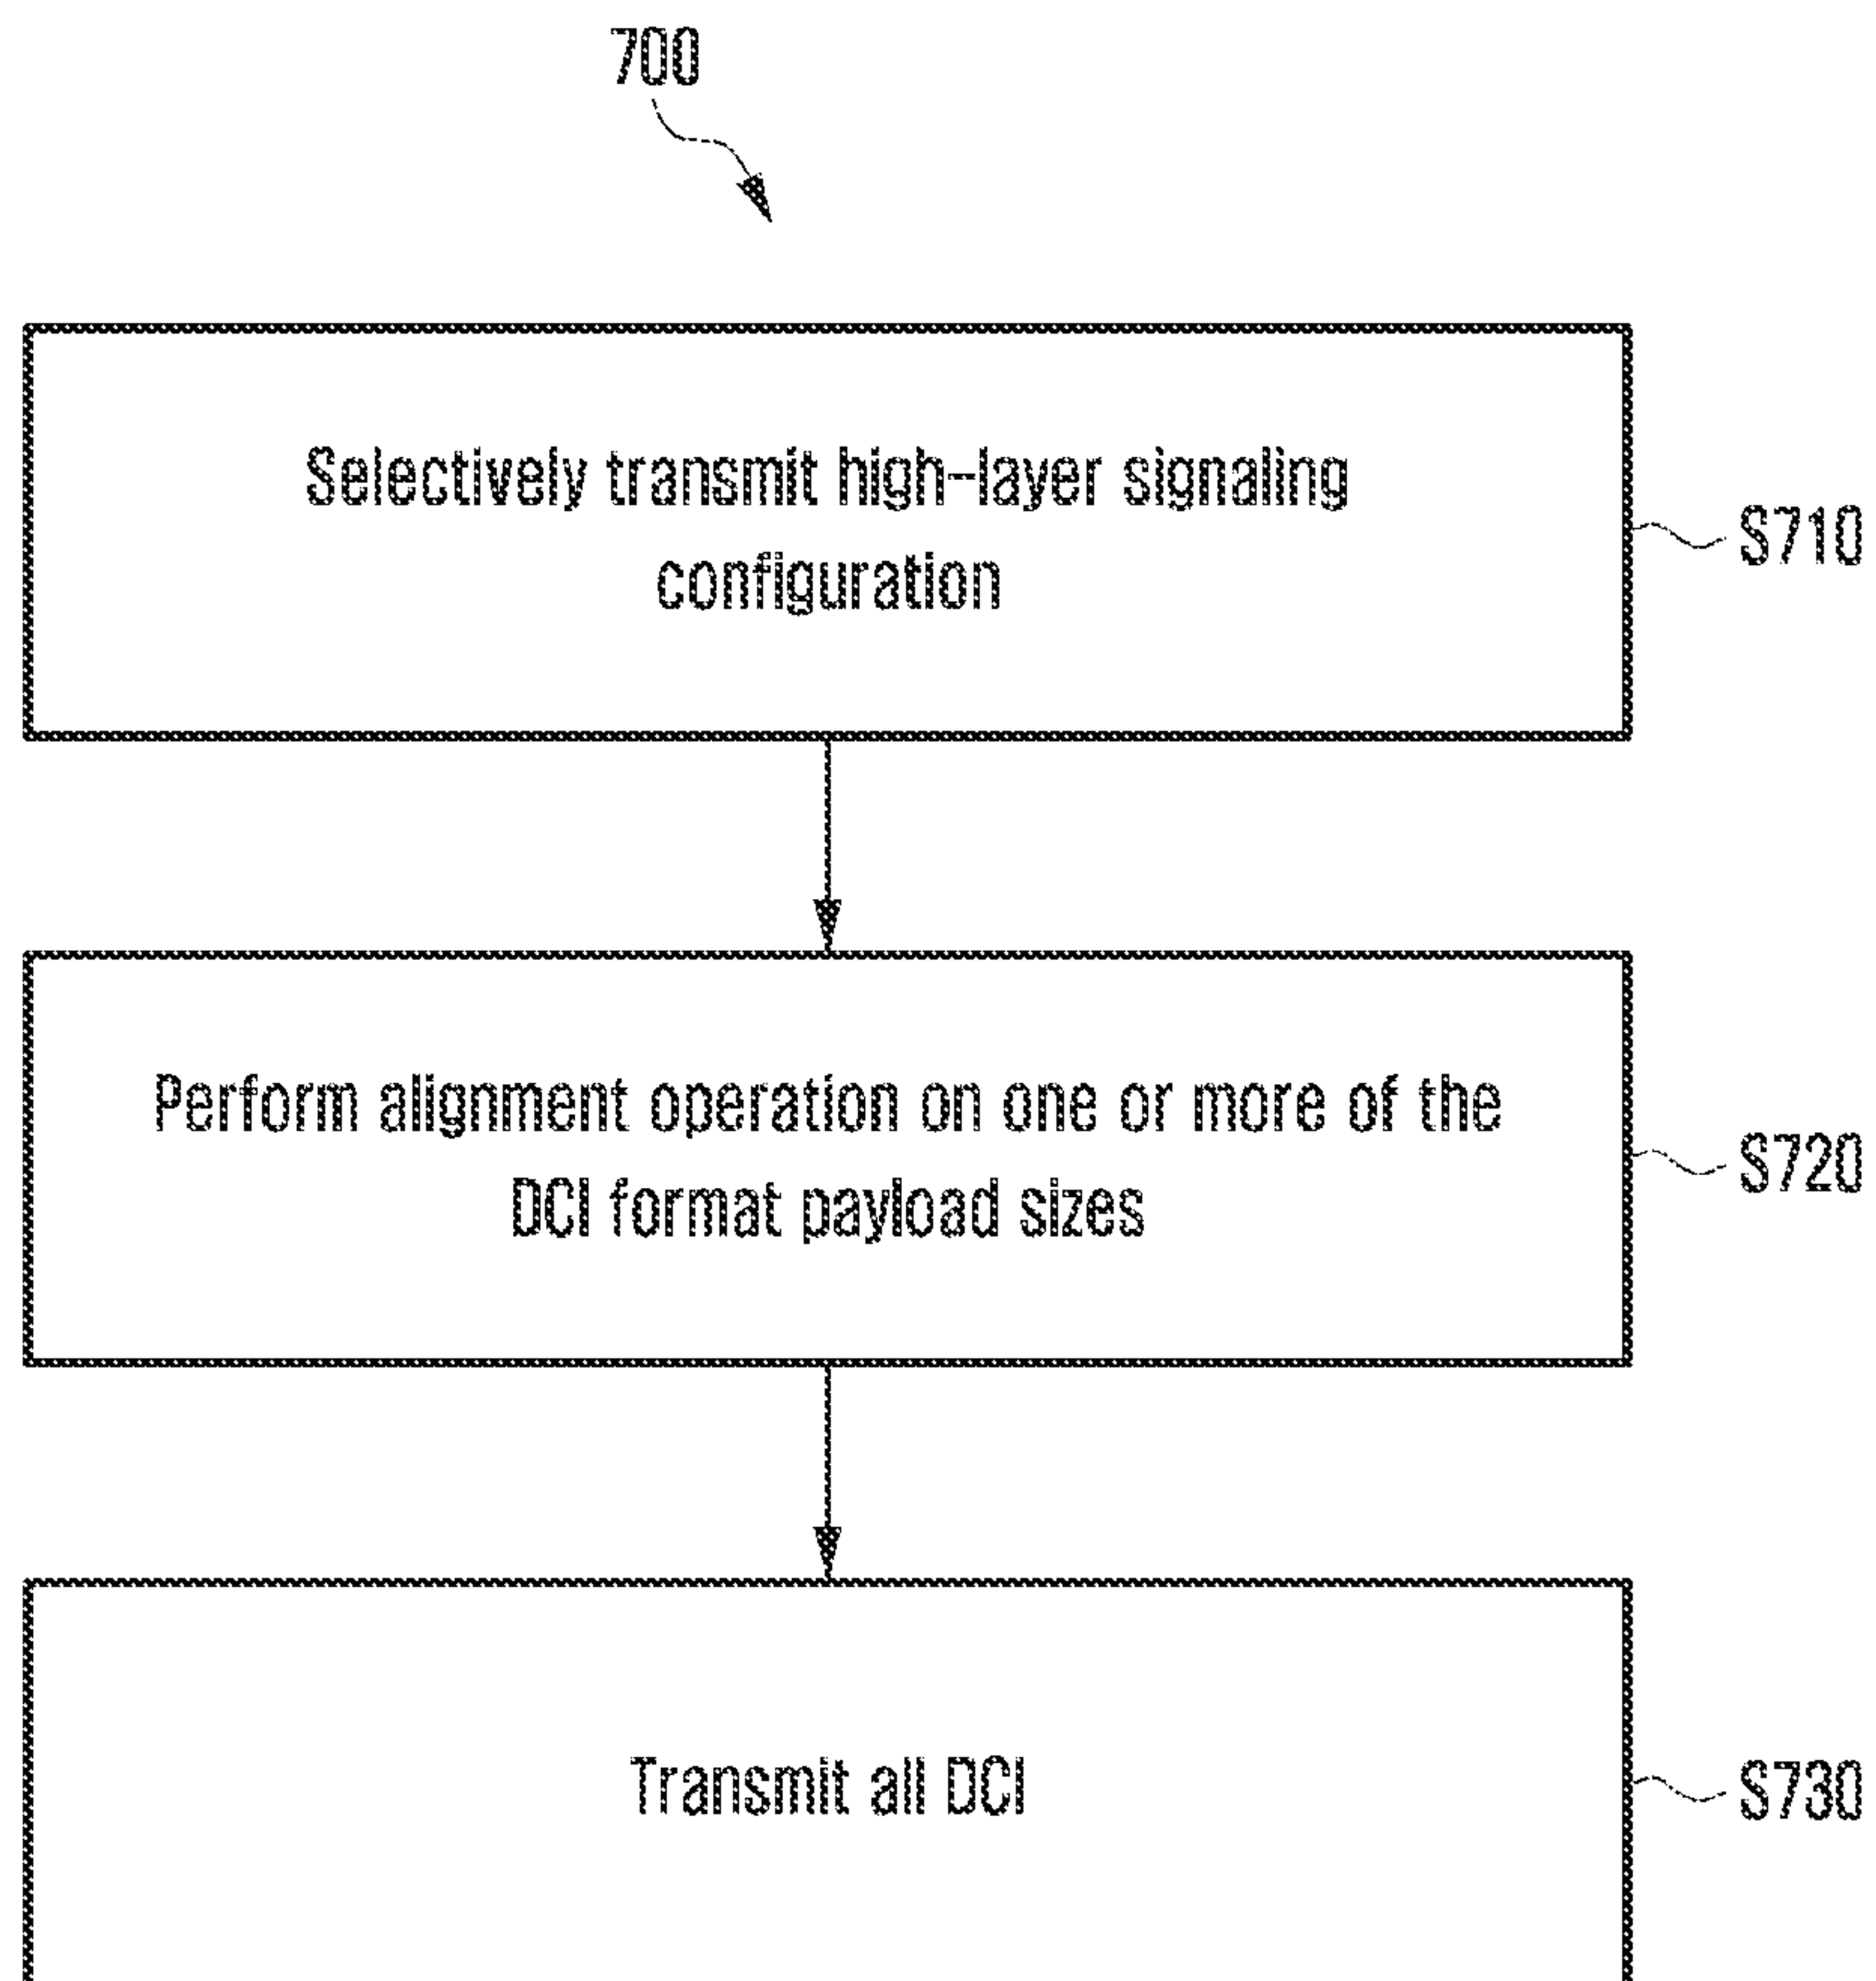 700
Selectively transmit high-layer signaling
configuration
S710
Perform alignment operation on one or more of the
DCI format payload sizes
S720
Transmit all DCI
S730